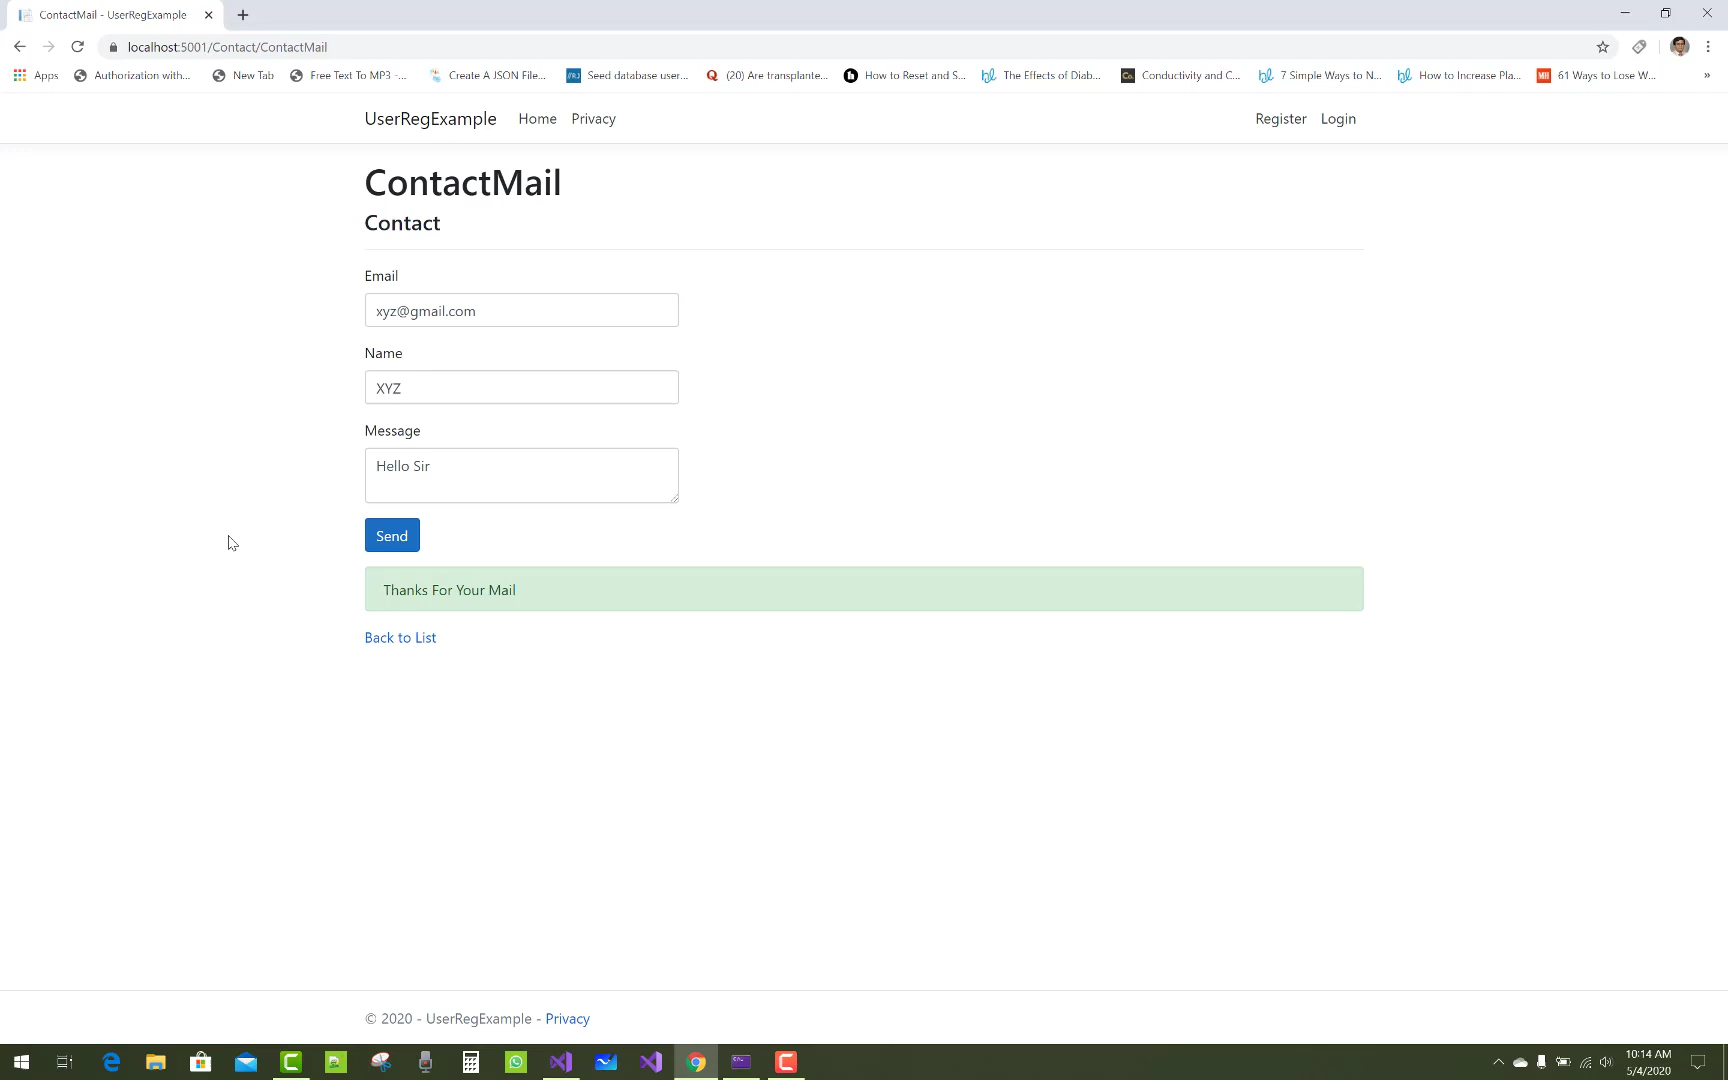 ContactMail - UserRegExample
localhost:5001/Contact/ContactMail
Apps Authorization with... New Tab Free Text To MP3 -... Create A JSON File... Seed database user... (20) Are transplante... How to Reset and S... The Effects of Diab... Conductivity and C... 7 Simple Ways to N... How to Increase Pla... 61 Ways to Lose W... »
UserRegExample Home Privacy Register Login
ContactMail
Contact
Email
xyz@gmail.com
Name
XYZ
Message
Hello Sir
Send
Thanks For Your Mail
Back to List
© 2020 - UserRegExample - Privacy
10:14 AM
5/4/2020